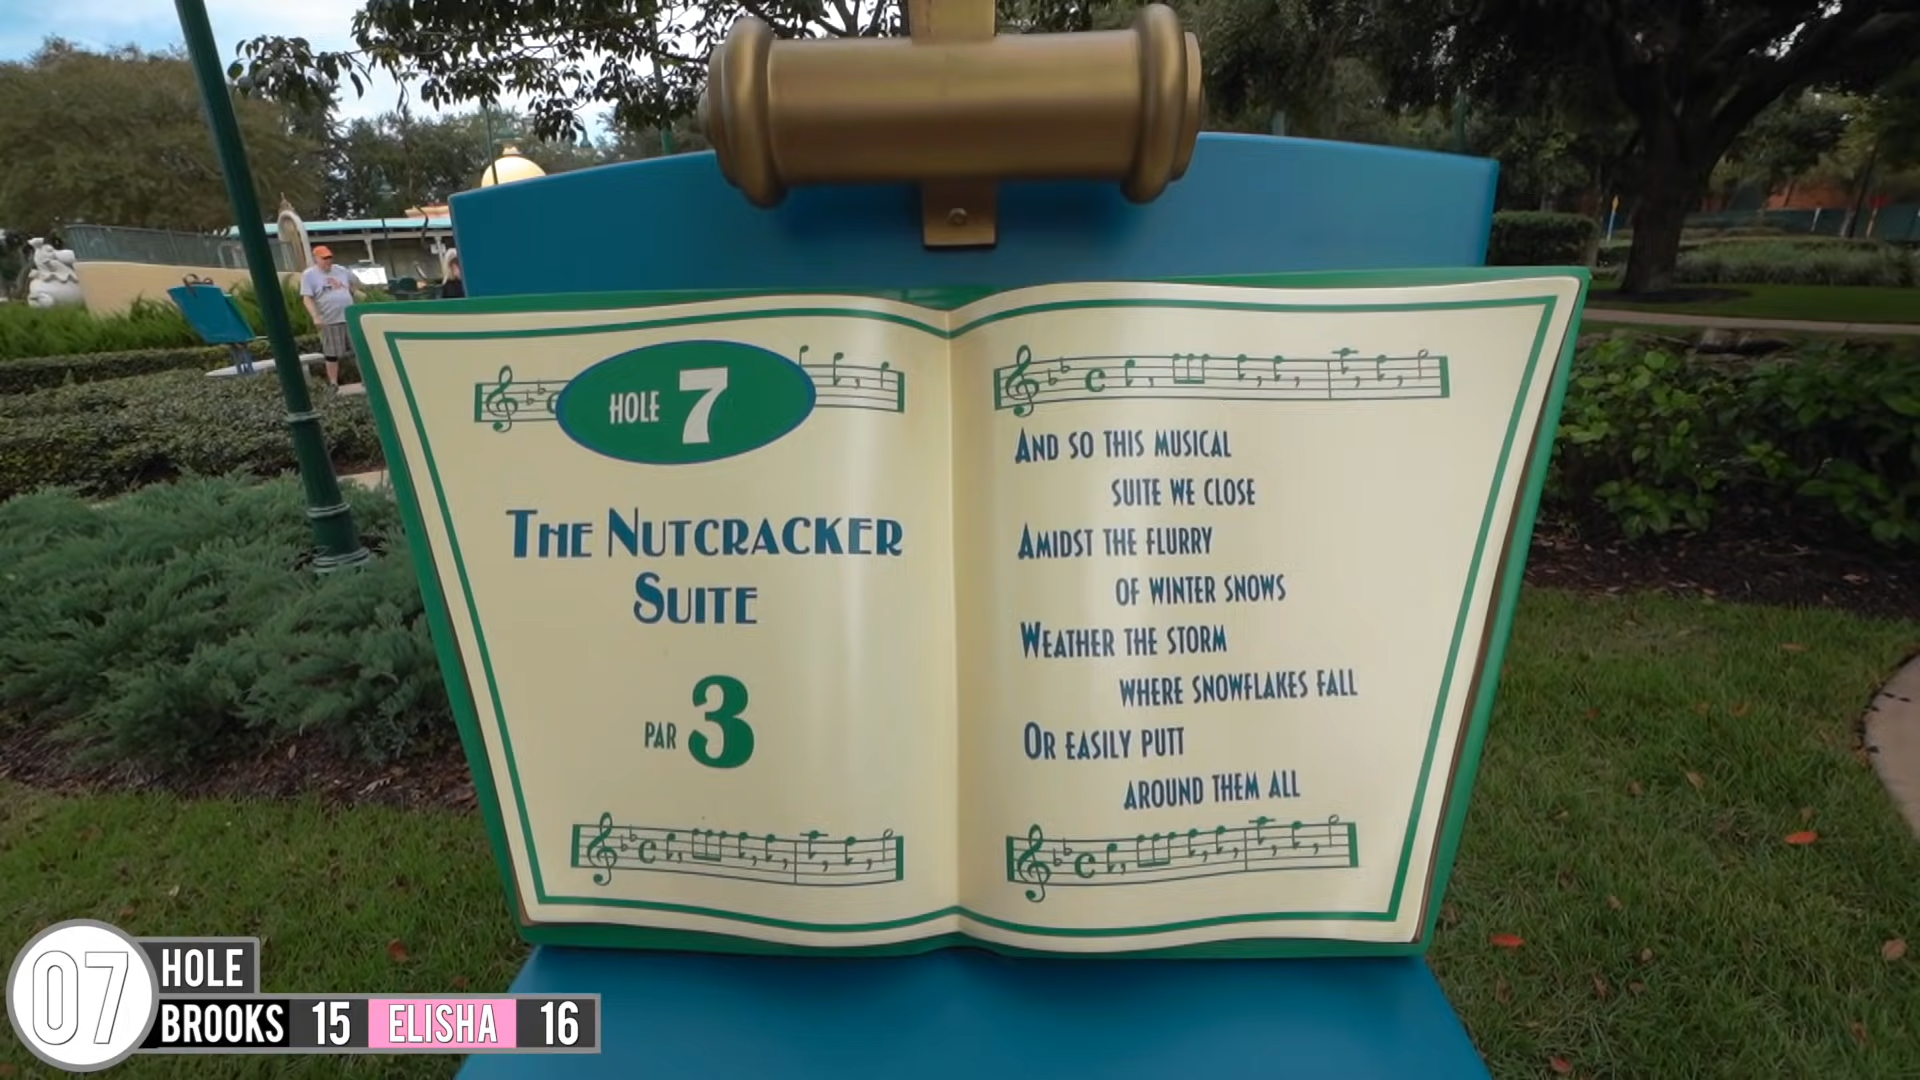 HOLE 7
THE NUTCRACKER
SUITE
PAR 3
AND SO THIS MUSICAL
SUITE WE CLOSE
AMIDST THE FLURRY
OF WINTER SNOWS
WEATHER THE STORM
WHERE SNOWFLAKES FALL
OR EASILY PUTT
AROUND THEM ALL
07 HOLE
BROOKS 15 ELISHA 16